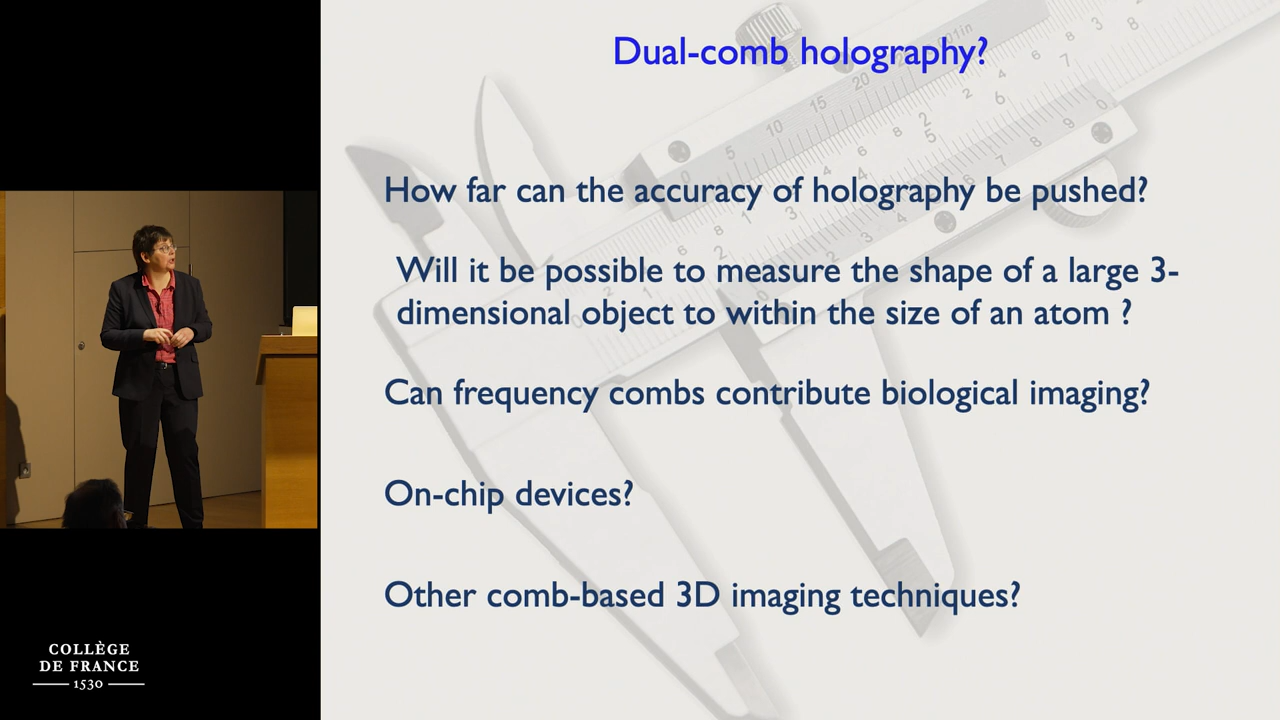 Dual-comb holography?
How far can the accuracy of holography be pushed?
Will it be possible to measure the shape of a large 3-
dimensional object to within the size of an atom ?
Can frequency combs contribute biological imaging?
On-chip devices?
Other comb-based 3D imaging techniques?
COLLÈGE
DE FRANCE
1530